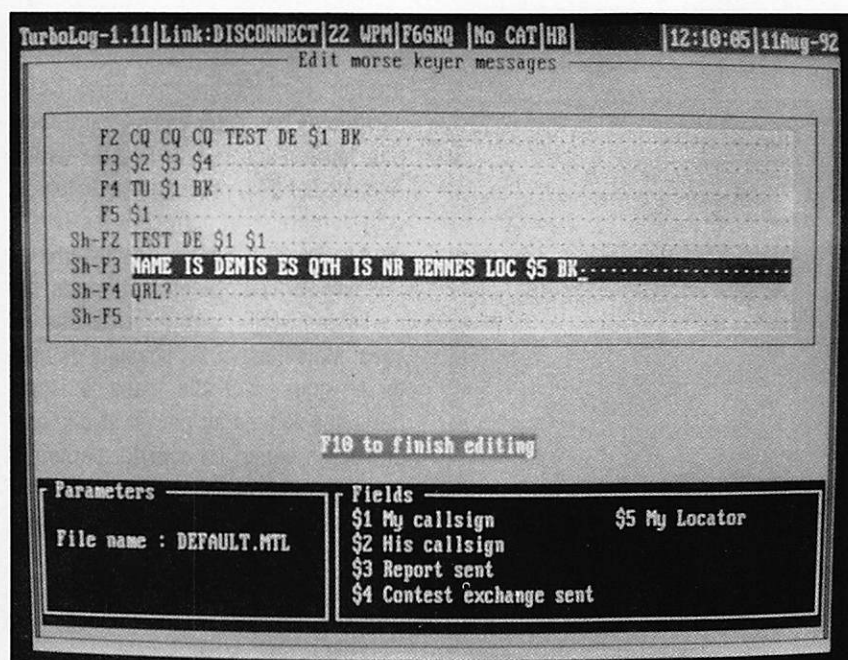 TurboLog-1.11|Link:DISCONNECT|22 WPM|F6GKQ |No CAT|HR| |12:10:05|11Aug-92
Edit morse keyer messages
F2 CQ CQ CQ TEST DE $1 BK
F3 $2 $3 $4
F4 TU $1 BK
F5 $1
Sh-F2 TEST DE $1 $1
Sh-F3 NAME IS DENIS ES QTH IS NR RENNES LOC $5 BK_
Sh-F4 QRL?
Sh-F5
F10 to finish editing
Parameters
File name : DEFAULT.MTL
Fields
$1 My callsign $5 My Locator
$2 His callsign
$3 Report sent
$4 Contest exchange sent